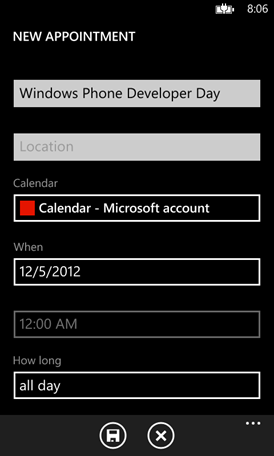 8:06
NEW APPOINTMENT
Windows Phone Developer Day
Location
Calendar
Calendar - Microsoft account
When
12/5/2012
12:00 AM
How long
all day